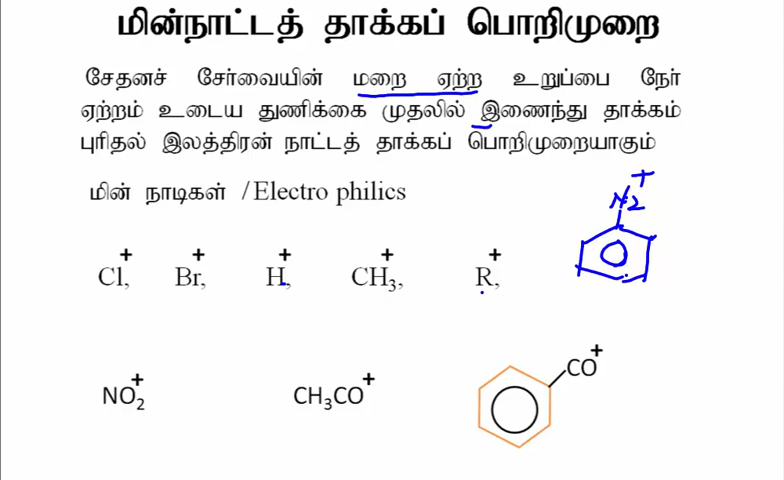 மின்நாட்டத் தாக்கப் பொறிமுறை
சேதனச் சேர்வையின் மறை ஏற்ற உறுப்பை நேர்
ஏற்றம் உடைய துணிக்கை முதலில் இணைந்து தாக்கம்
புரிதல் இலத்திரன் நாட்டத் தாக்கப் பொறிமுறையாகும்
மின் நாடிகள் /Electro philics
N₂⁺
Cl⁺, Br⁺, H⁺, CH₃⁺, R⁺,
NO₂⁺ CH₃CO⁺ CO⁺